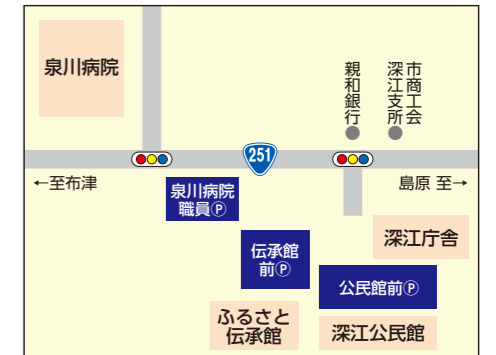 泉川病院
親和銀行
市商工会
深江支所
251
←至布津
島原 至→
泉川病院
職員Ⓟ
伝承館
前Ⓟ
深江庁舎
公民館前Ⓟ
ふるさと
伝承館
深江公民館